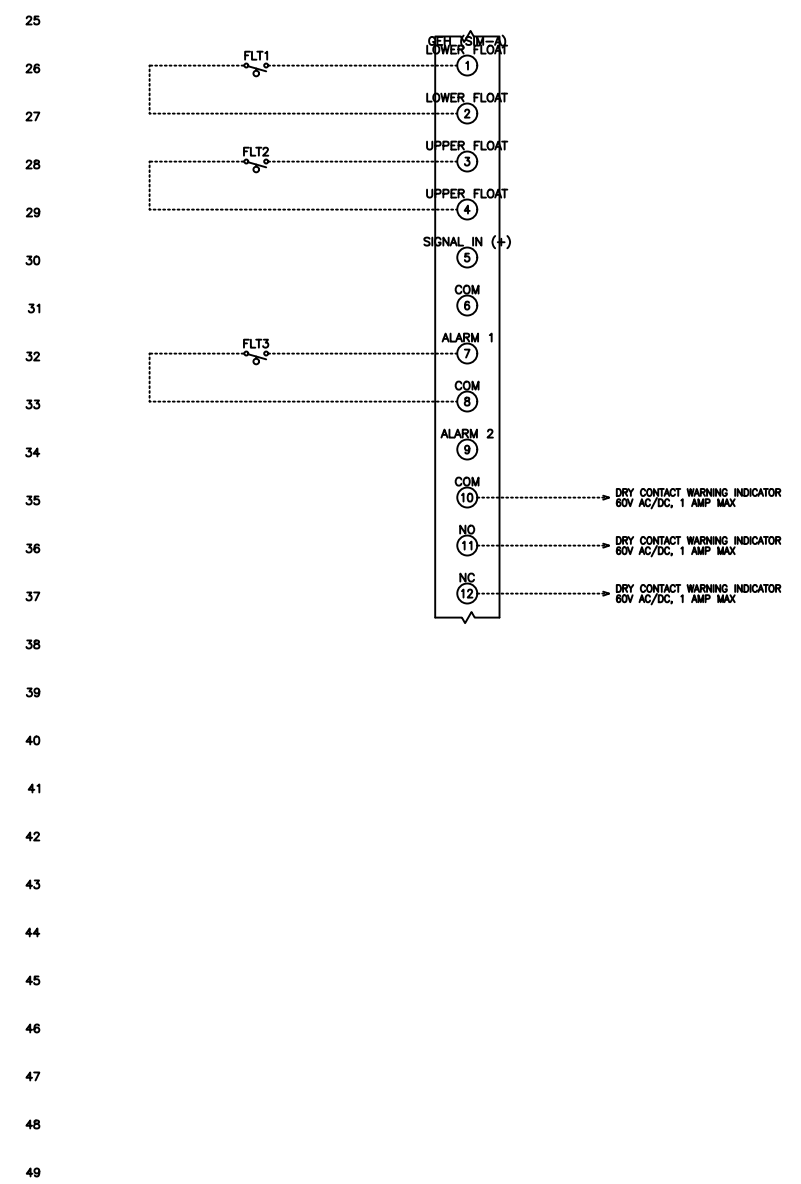 25
GEH (SIM-A)
LOWER FLOAT
FLT1
26
1
LOWER FLOAT
27
2
UPPER FLOAT
FLT2
28
3
UPPER FLOAT
29
4
SIGNAL IN (+)
30
5
COM
31
6
ALARM 1
FLT3
32
7
COM
33
8
ALARM 2
34
9
COM
35
10
DRY CONTACT WARNING INDICATOR
60V AC/DC, 1 AMP MAX
NO
36
11
DRY CONTACT WARNING INDICATOR
60V AC/DC, 1 AMP MAX
NC
37
12
DRY CONTACT WARNING INDICATOR
60V AC/DC, 1 AMP MAX
38
39
40
41
42
43
44
45
46
47
48
49